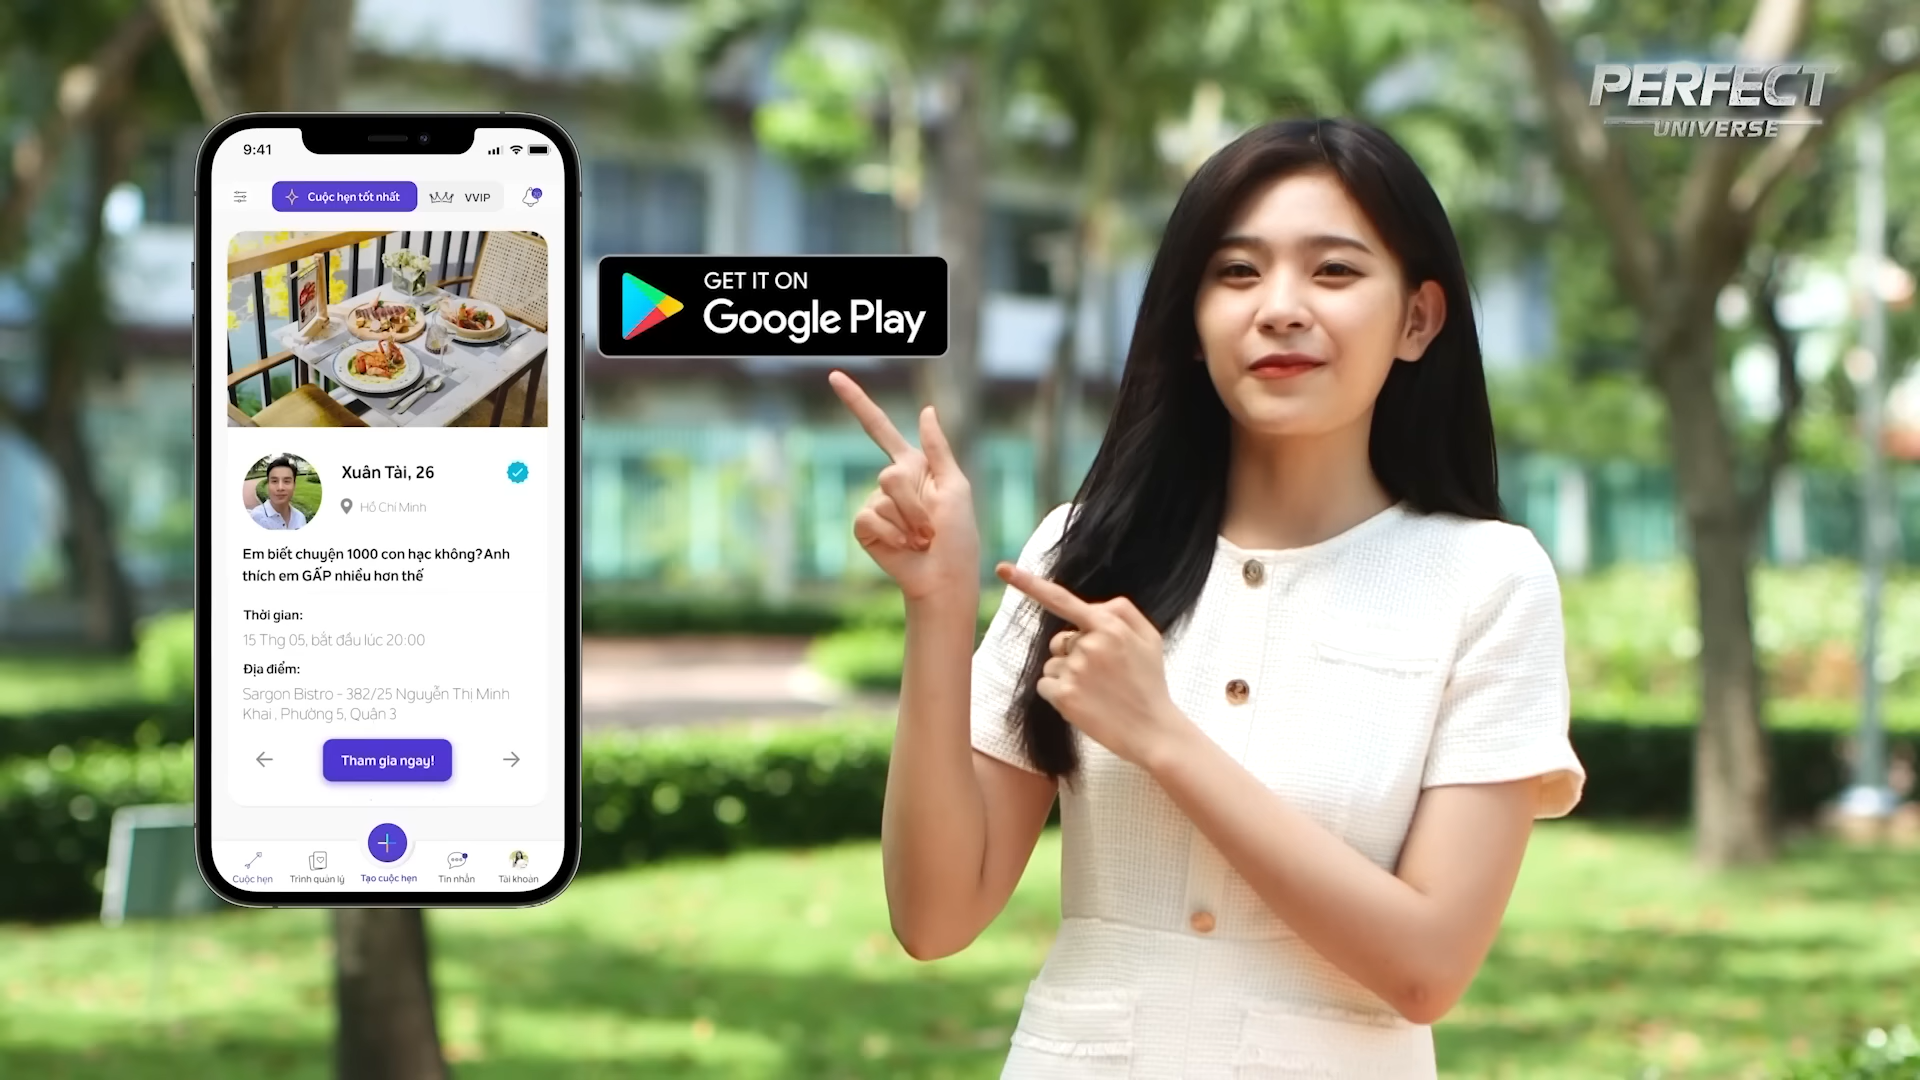 9:41
Cuộc hẹn tốt nhất
VVIP
Xuân Tài, 26
Hồ Chí Minh
Em biết chuyện 1000 con hạc không?Anh
thích em GẤP nhiều hơn thế
Thời gian:
15 Thg 05, bắt đầu lúc 20:00
Địa điểm:
Sargon Bistro - 382/25 Nguyễn Thị Minh
Khai , Phường 5, Quận 3
Tham gia ngay!
Cuộc hẹn
Trình quản lý
Tạo cuộc hẹn
Tin nhắn
Tài khoản
GET IT ON
Google Play
PERFECT
UNIVERSE